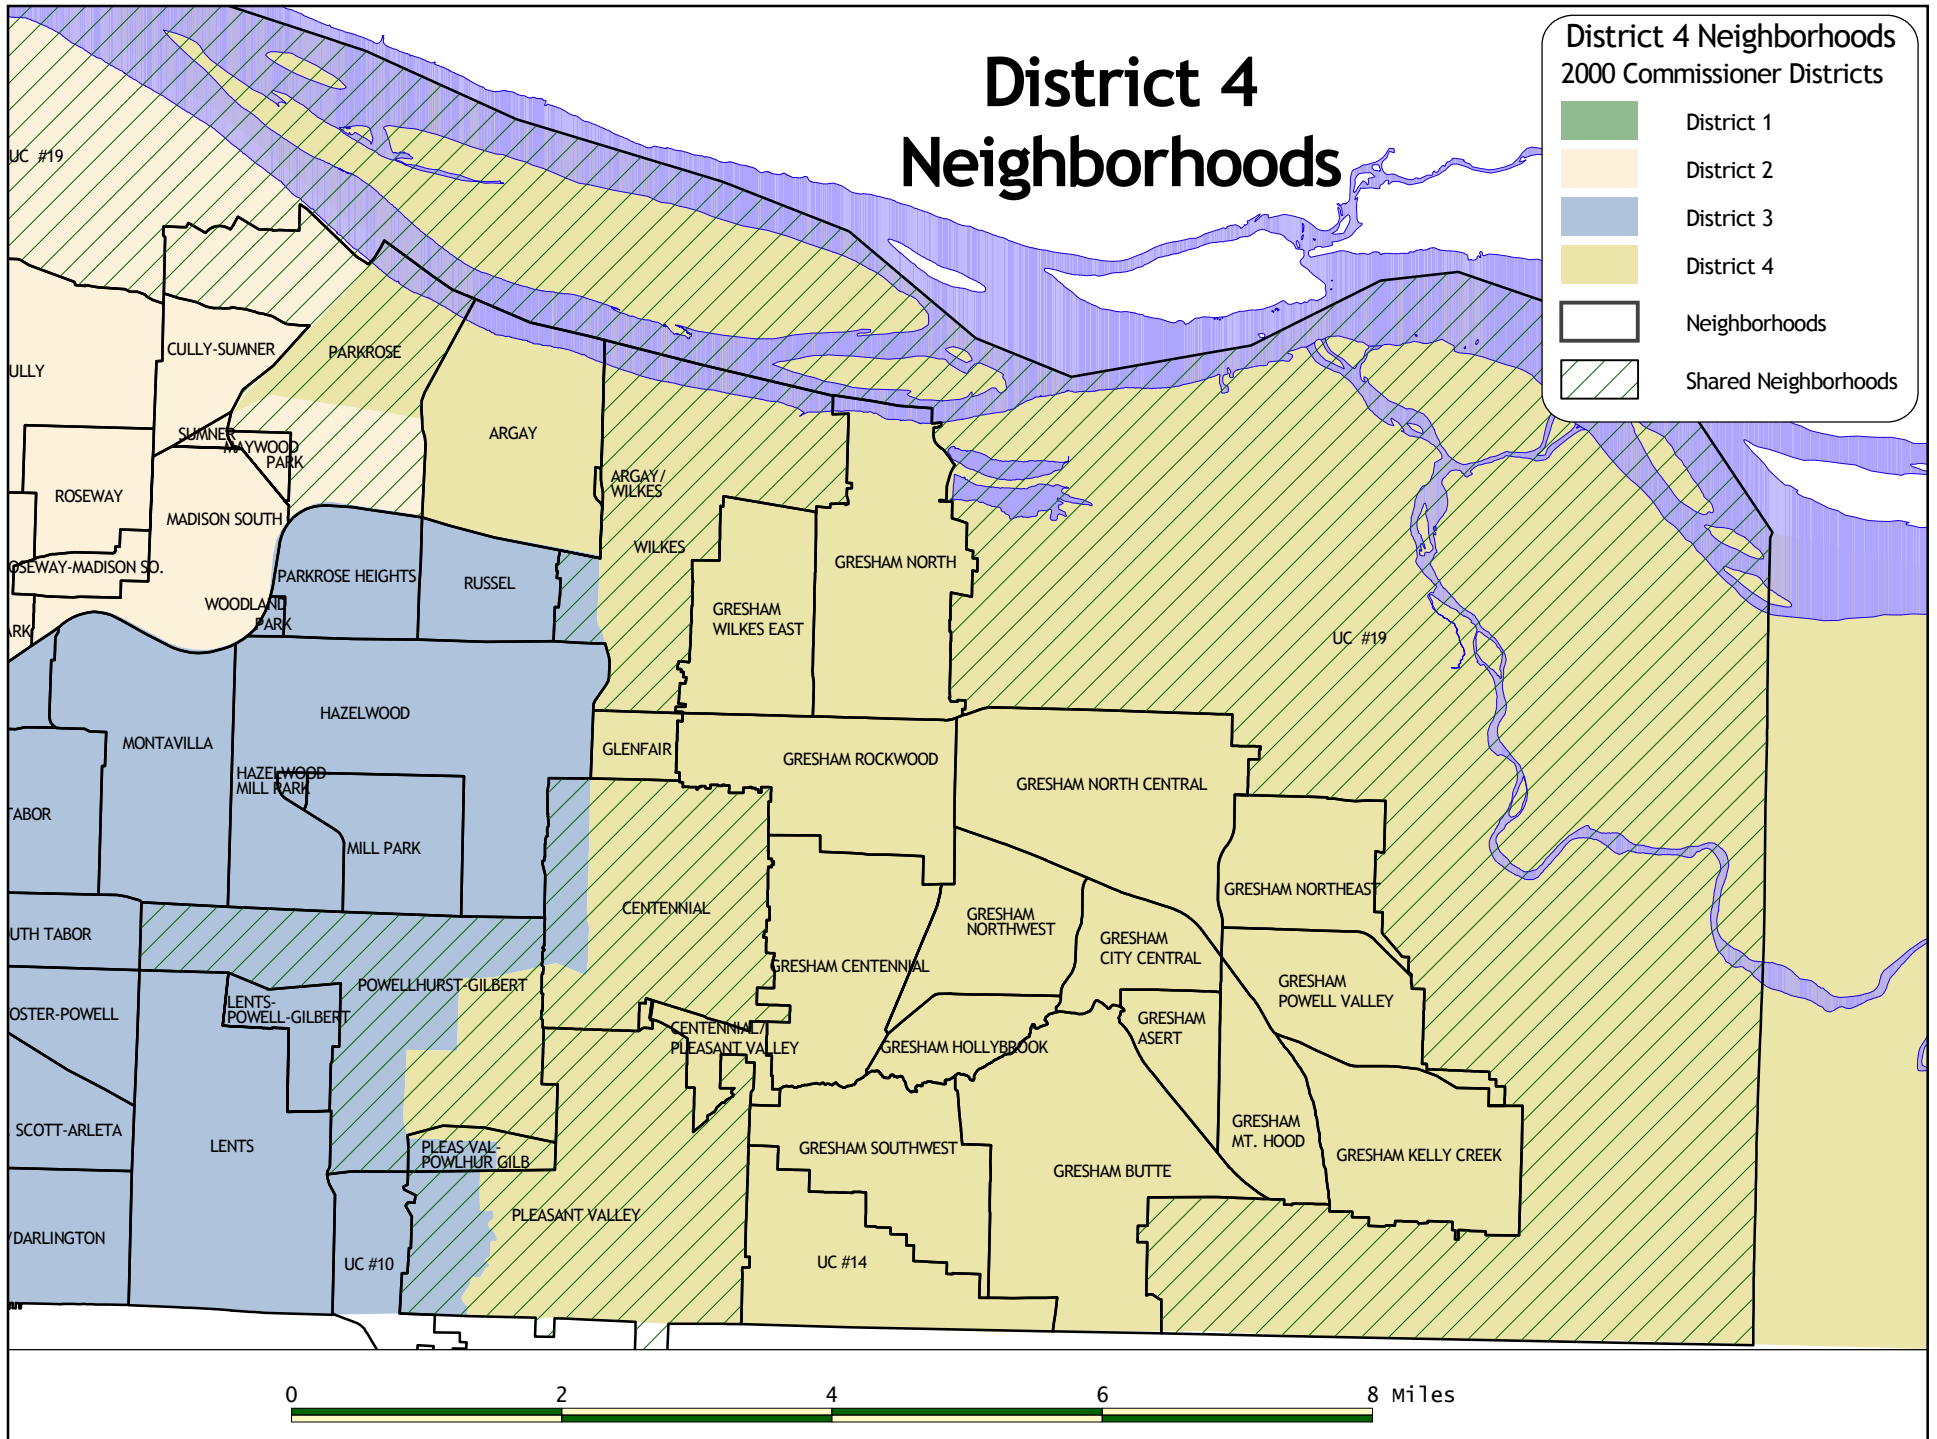 District 4
Neighborhoods
District 4 Neighborhoods
2000 Commissioner Districts
District 1
District 2
District 3
District 4
Neighborhoods
Shared Neighborhoods
UC #19
CULLY-SUMNER
PARKROSE
ULLY
SUMNER
MAYWOOD
PARK
ARGAY
ROSEWAY
MADISON SOUTH
ARGAY/
WILKES
WILKES
GRESHAM NORTH
OSEWAY-MADISON SO.
PARKROSE HEIGHTS
RUSSEL
WOODLAND
PARK
ARK
GRESHAM
WILKES EAST
UC #19
HAZELWOOD
MONTAVILLA
GLENFAIR
GRESHAM ROCKWOOD
HAZELWOOD
MILL PARK
GRESHAM NORTH CENTRAL
TABOR
MILL PARK
GRESHAM NORTHEAST
CENTENNIAL
GRESHAM
NORTHWEST
UTH TABOR
GRESHAM
CITY CENTRAL
GRESHAM CENTENNIAL
POWELLHURST-GILBERT
GRESHAM
POWELL VALLEY
LENTS-
POWELL-GILBERT
OSTER-POWELL
CENTENNIAL/
PLEASANT VALLEY
GRESHAM
ASERT
GRESHAM HOLLYBROOK
SCOTT-ARLETA
LENTS
PLEAS VAL-
POWLHUR GILB
GRESHAM SOUTHWEST
GRESHAM
MT. HOOD
GRESHAM KELLY CREEK
GRESHAM BUTTE
PLEASANT VALLEY
/DARLINGTON
UC #10
UC #14
0 2 4 6 8 Miles